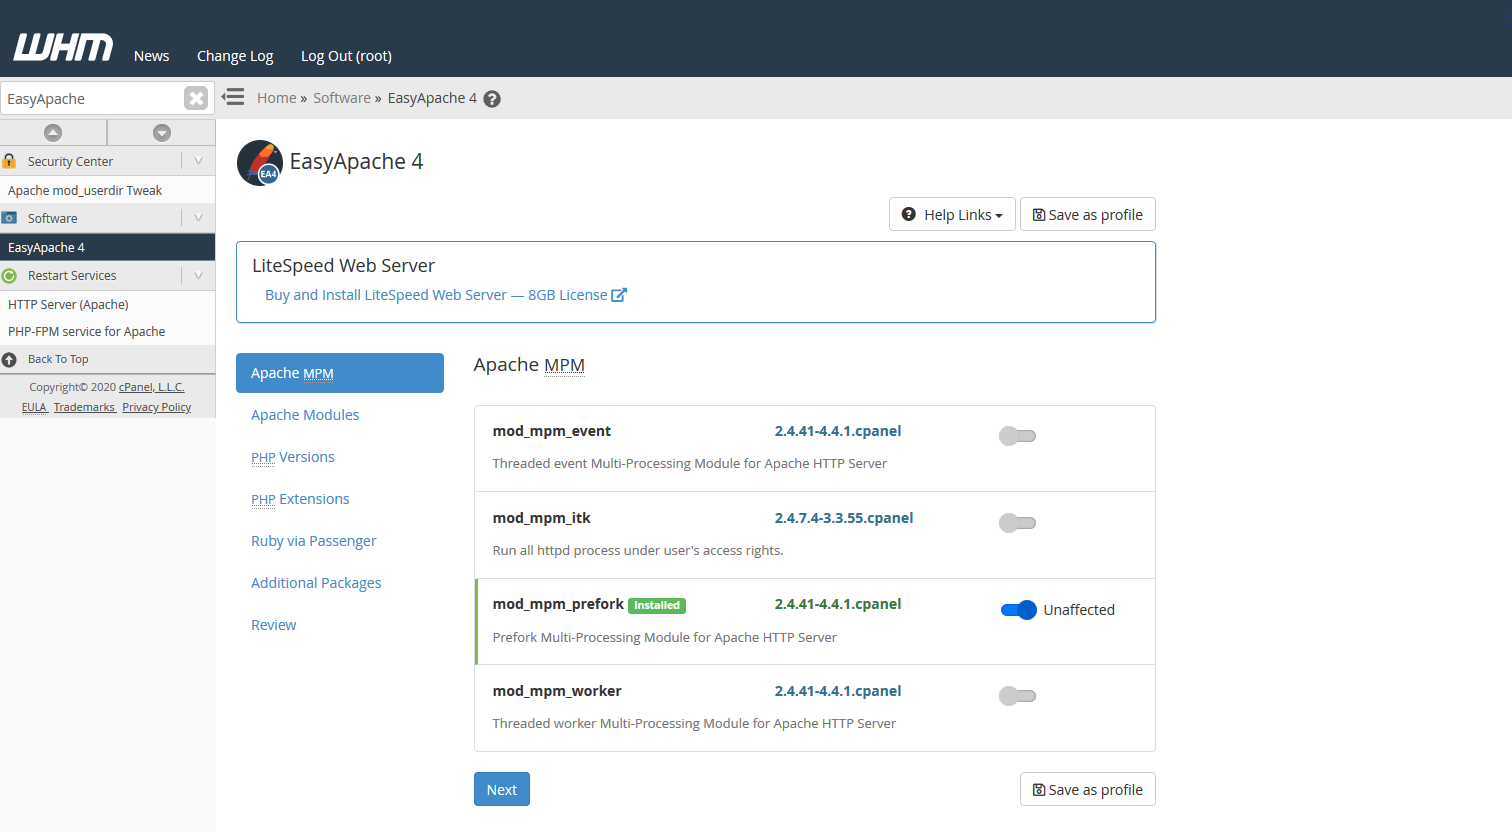 WHM
News
Change Log
Log Out (root)
EasyApache
Home » Software » EasyApache 4
Security Center
Apache mod_userdir Tweak
Software
EasyApache 4
Restart Services
HTTP Server (Apache)
PHP-FPM service for Apache
Back To Top
Copyright© 2020 cPanel, L.L.C.
EULA Trademarks Privacy Policy
EA4
EasyApache 4
Help Links
Save as profile
LiteSpeed Web Server
Buy and Install LiteSpeed Web Server — 8GB License
Apache MPM
Apache Modules
PHP Versions
PHP Extensions
Ruby via Passenger
Additional Packages
Review
Apache MPM
mod_mpm_event 2.4.41-4.4.1.cpanel
Threaded event Multi-Processing Module for Apache HTTP Server
mod_mpm_itk 2.4.7.4-3.3.55.cpanel
Run all httpd process under user's access rights.
mod_mpm_prefork Installed 2.4.41-4.4.1.cpanel Unaffected
Prefork Multi-Processing Module for Apache HTTP Server
mod_mpm_worker 2.4.41-4.4.1.cpanel
Threaded worker Multi-Processing Module for Apache HTTP Server
Next
Save as profile